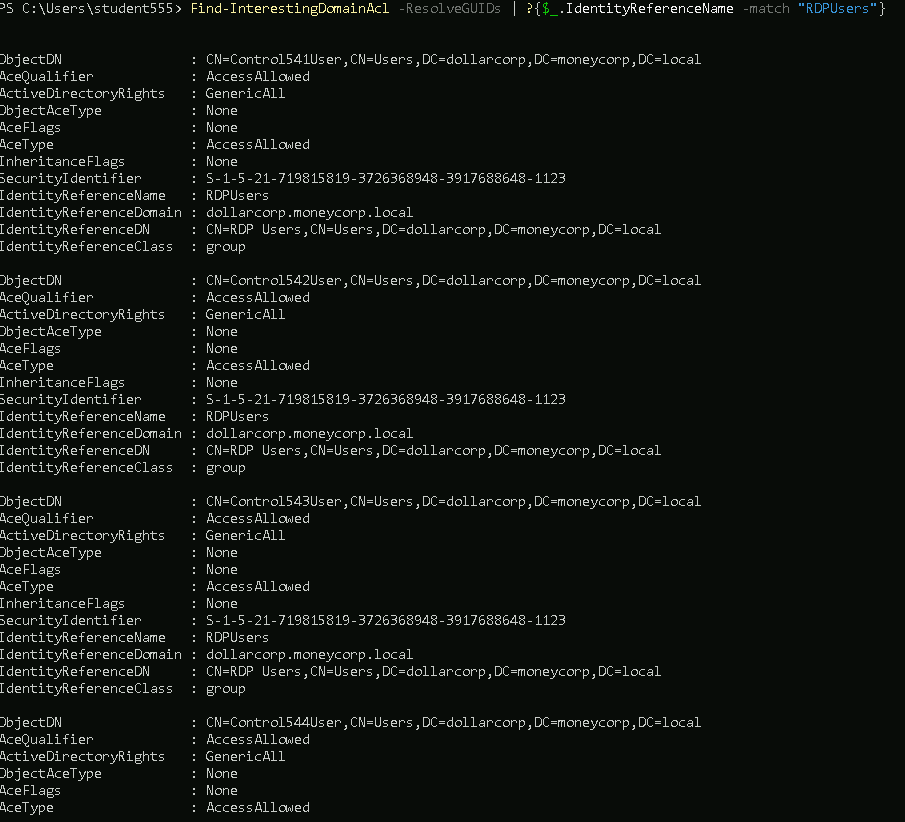 PS C:\Users\student555> Find-InterestingDomainAcl -ResolveGUIDs | ?{$_.IdentityReferenceName -match "RDPUsers"}
ObjectDN : CN=Control541User,CN=Users,DC=dollarcorp,DC=moneycorp,DC=local
AceQualifier : AccessAllowed
ActiveDirectoryRights : GenericAll
ObjectAceType : None
AceFlags : None
AceType : AccessAllowed
InheritanceFlags : None
SecurityIdentifier : S-1-5-21-719815819-3726368948-3917688648-1123
IdentityReferenceName : RDPUsers
IdentityReferenceDomain : dollarcorp.moneycorp.local
IdentityReferenceDN : CN=RDP Users,CN=Users,DC=dollarcorp,DC=moneycorp,DC=local
IdentityReferenceClass : group
ObjectDN : CN=Control542User,CN=Users,DC=dollarcorp,DC=moneycorp,DC=local
AceQualifier : AccessAllowed
ActiveDirectoryRights : GenericAll
ObjectAceType : None
AceFlags : None
AceType : AccessAllowed
InheritanceFlags : None
SecurityIdentifier : S-1-5-21-719815819-3726368948-3917688648-1123
IdentityReferenceName : RDPUsers
IdentityReferenceDomain : dollarcorp.moneycorp.local
IdentityReferenceDN : CN=RDP Users,CN=Users,DC=dollarcorp,DC=moneycorp,DC=local
IdentityReferenceClass : group
ObjectDN : CN=Control543User,CN=Users,DC=dollarcorp,DC=moneycorp,DC=local
AceQualifier : AccessAllowed
ActiveDirectoryRights : GenericAll
ObjectAceType : None
AceFlags : None
AceType : AccessAllowed
InheritanceFlags : None
SecurityIdentifier : S-1-5-21-719815819-3726368948-3917688648-1123
IdentityReferenceName : RDPUsers
IdentityReferenceDomain : dollarcorp.moneycorp.local
IdentityReferenceDN : CN=RDP Users,CN=Users,DC=dollarcorp,DC=moneycorp,DC=local
IdentityReferenceClass : group
ObjectDN : CN=Control544User,CN=Users,DC=dollarcorp,DC=moneycorp,DC=local
AceQualifier : AccessAllowed
ActiveDirectoryRights : GenericAll
ObjectAceType : None
AceFlags : None
AceType : AccessAllowed